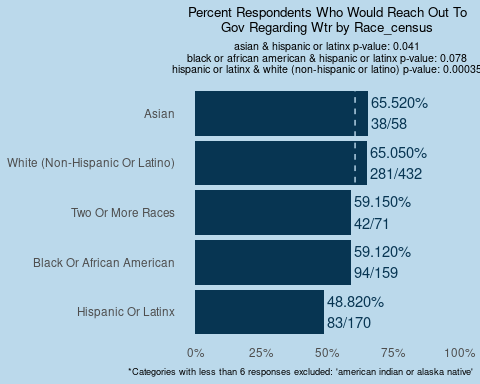 Percent Respondents Who Would Reach Out To
Gov Regarding Wtr by Race_census
asian & hispanic or latinx p-value: 0.041
black or african american & hispanic or latinx p-value: 0.078
hispanic or latinx & white (non-hispanic or latino) p-value: 0.00035
Asian
65.520%
38/58
White (Non-Hispanic Or Latino)
65.050%
281/432
Two Or More Races
59.150%
42/71
Black Or African American
59.120%
94/159
Hispanic Or Latinx
48.820%
83/170
0% 25% 50% 75% 100%
*Categories with less than 6 responses excluded: 'american indian or alaska native'